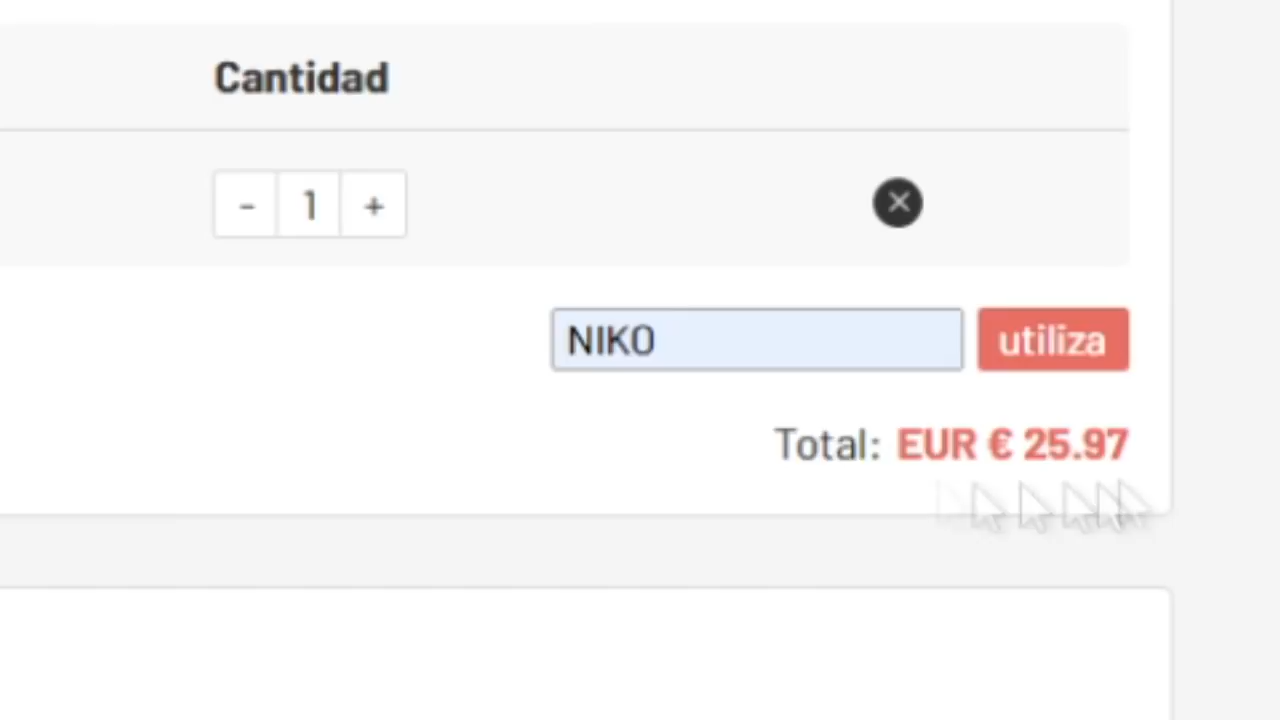 Cantidad
- 1 +
NIKO utiliza
Total: EUR € 25.97